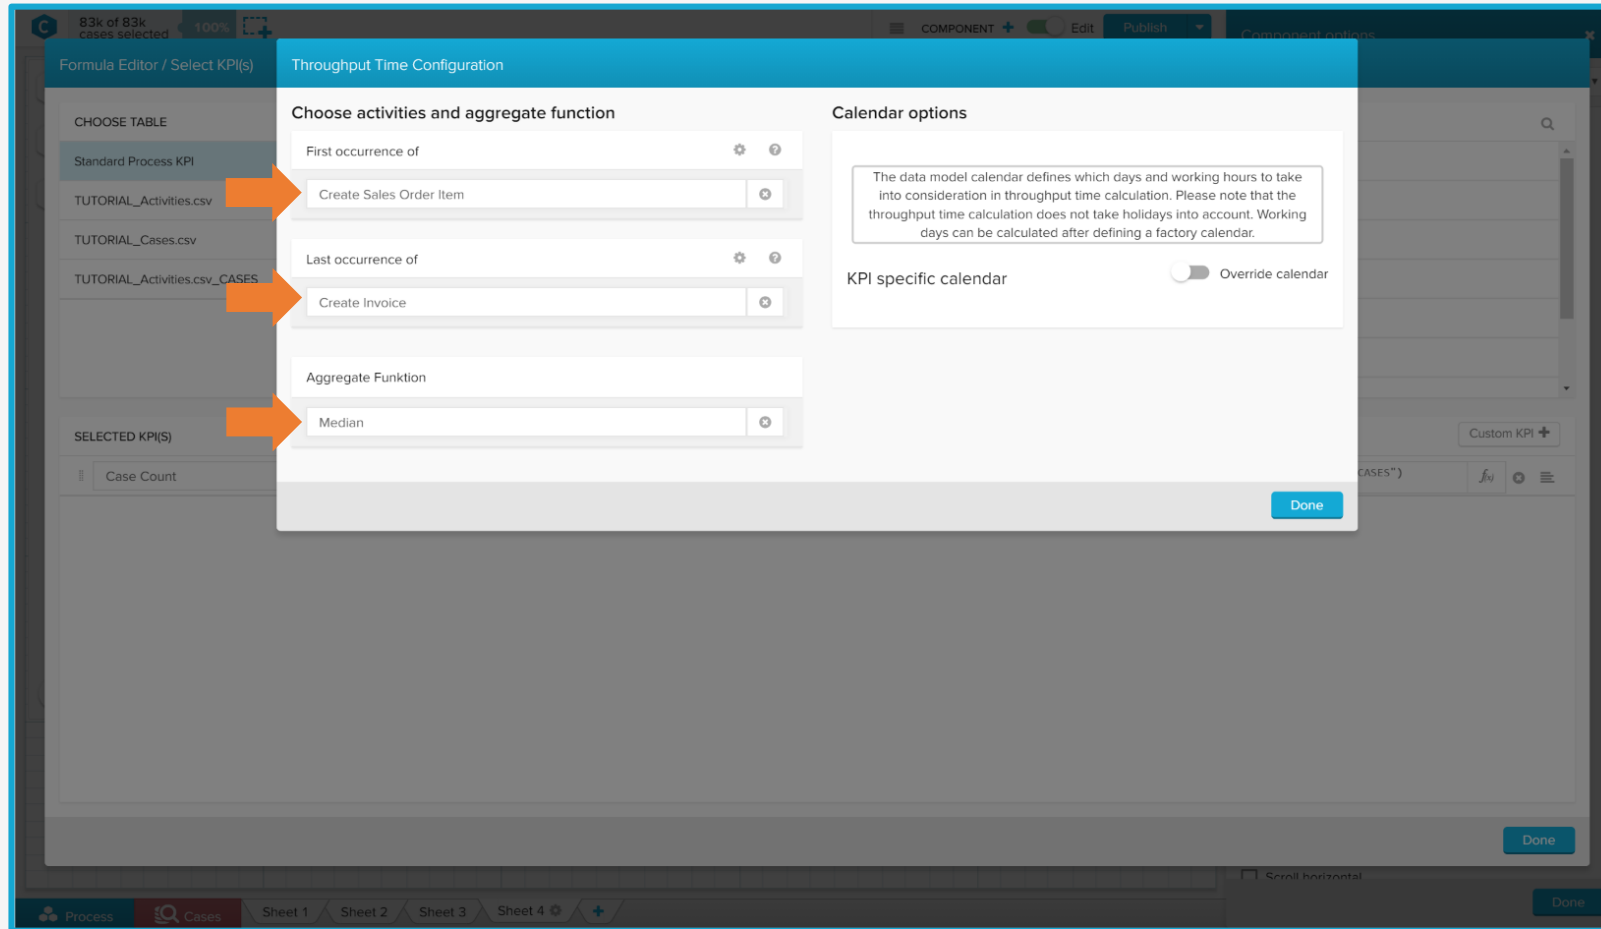 83k of 83k
cases selected
100%
COMPONENT +
Edit
Publish
Component options
Formula Editor / Select KPI(s)
Throughput Time Configuration
CHOOSE TABLE
Standard Process KPI
TUTORIAL_Activities.csv
TUTORIAL_Cases.csv
TUTORIAL_Activities.csv_CASES
Choose activities and aggregate function
First occurrence of
Create Sales Order Item
Last occurrence of
Create Invoice
Aggregate Funktion
Median
Calendar options
The data model calendar defines which days and working hours to take
into consideration in throughput time calculation. Please note that the
throughput time calculation does not take holidays into account. Working
days can be calculated after defining a factory calendar.
KPI specific calendar
Override calendar
Done
SELECTED KPI(S)
Custom KPI +
Case Count
CASES")
f(x)
Done
Scroll horizontal
Done
Process
Cases
Sheet 1
Sheet 2
Sheet 3
Sheet 4
+